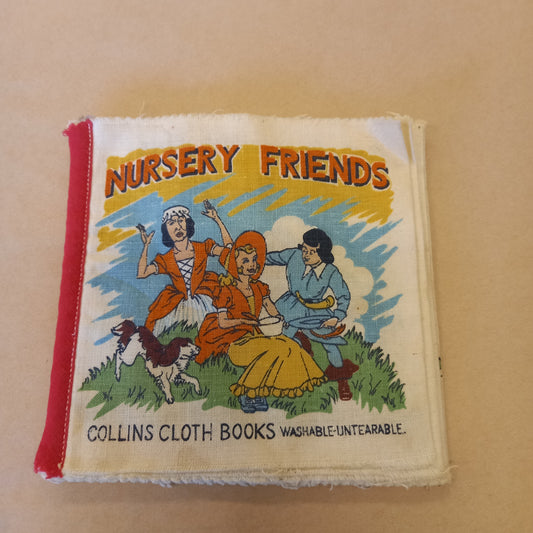 NURSERY FRIENDS
COLLINS CLOTH BOOKS WASHABLE-UNTEARABLE.